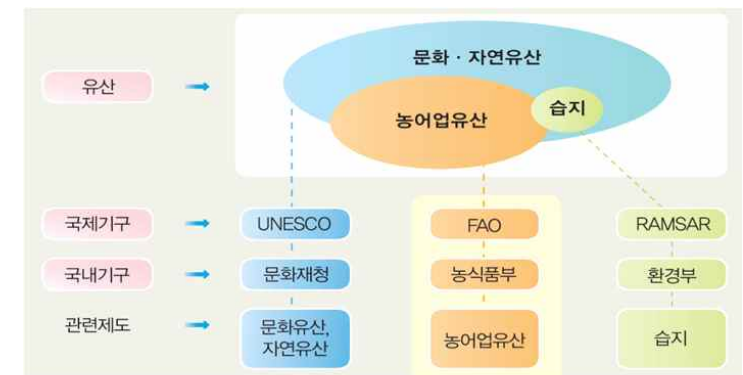 문화·자연유산
유산
농어업유산
습지
국제기구
UNESCO
FAO
RAMSAR
국내기구
문화재청
농식품부
환경부
관련제도
문화유산,
자연유산
농어업유산
습지